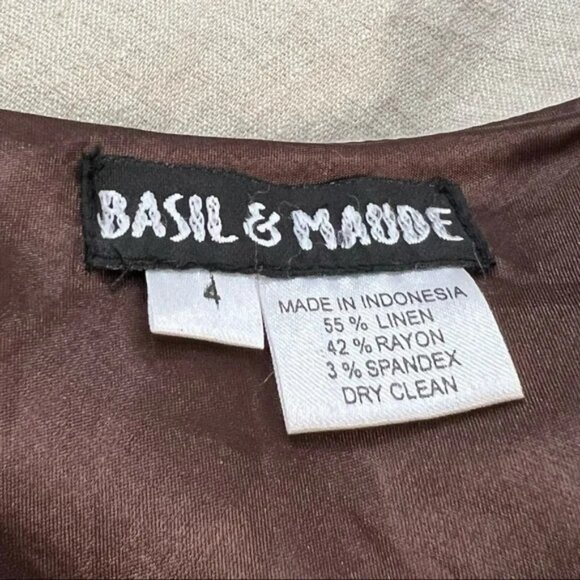 BASIL & MAUDE
4
MADE IN INDONESIA
55 % LINEN
42 % RAYON
3 % SPANDEX
DRY CLEAN